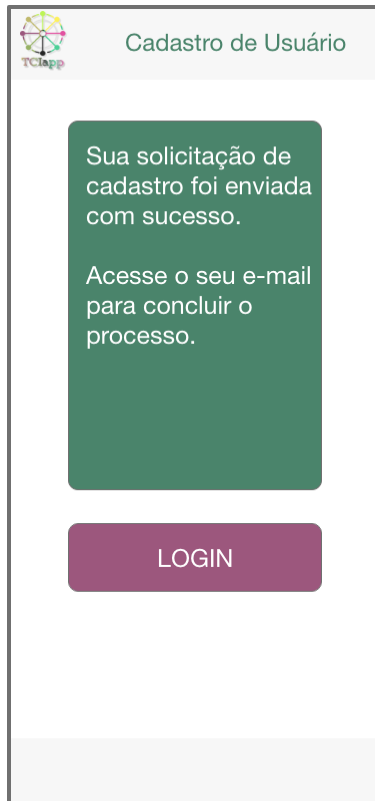 TCIapp
Cadastro de Usuário
Sua solicitação de
cadastro foi enviada
com sucesso.
Acesse o seu e-mail
para concluir o
processo.
LOGIN